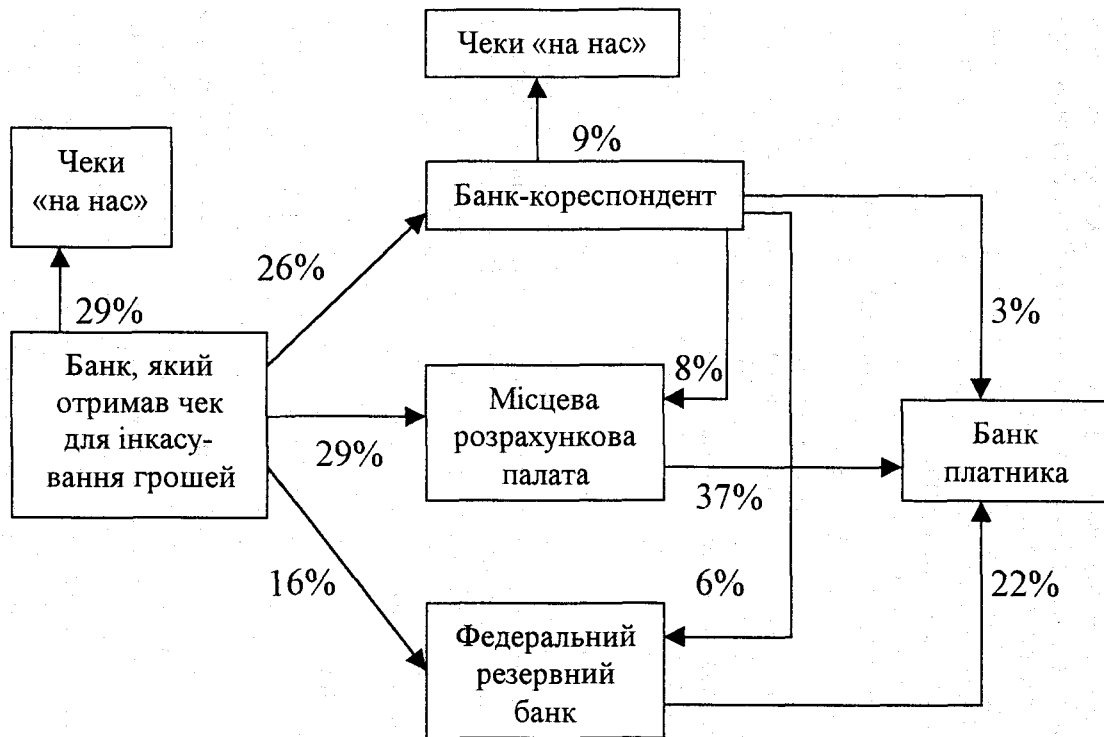 Чеки «на нас»
9%
Чеки
«на нас»
Банк-кореспондент
26%
29%
3%
Банк, який
отримав чек
для інкасу-
вання грошей
8%
Місцева
розрахункова
палата
Банк
платника
29%
37%
16%
6%
22%
Федеральний
резервний
банк